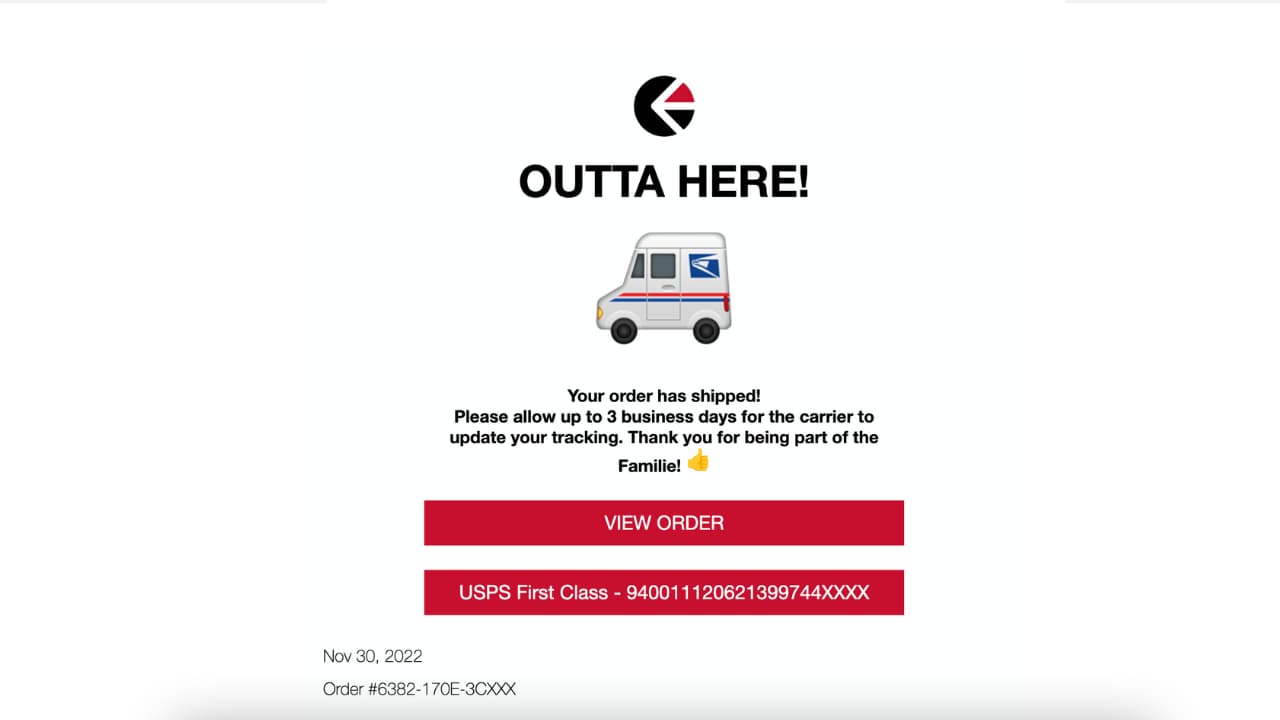 OUTTA HERE!
Your order has shipped!
Please allow up to 3 business days for the carrier to
update your tracking. Thank you for being part of the
Familie! 👍
VIEW ORDER
USPS First Class - 940011120621399744XXXX
Nov 30, 2022
Order #6382-170E-3CXXX